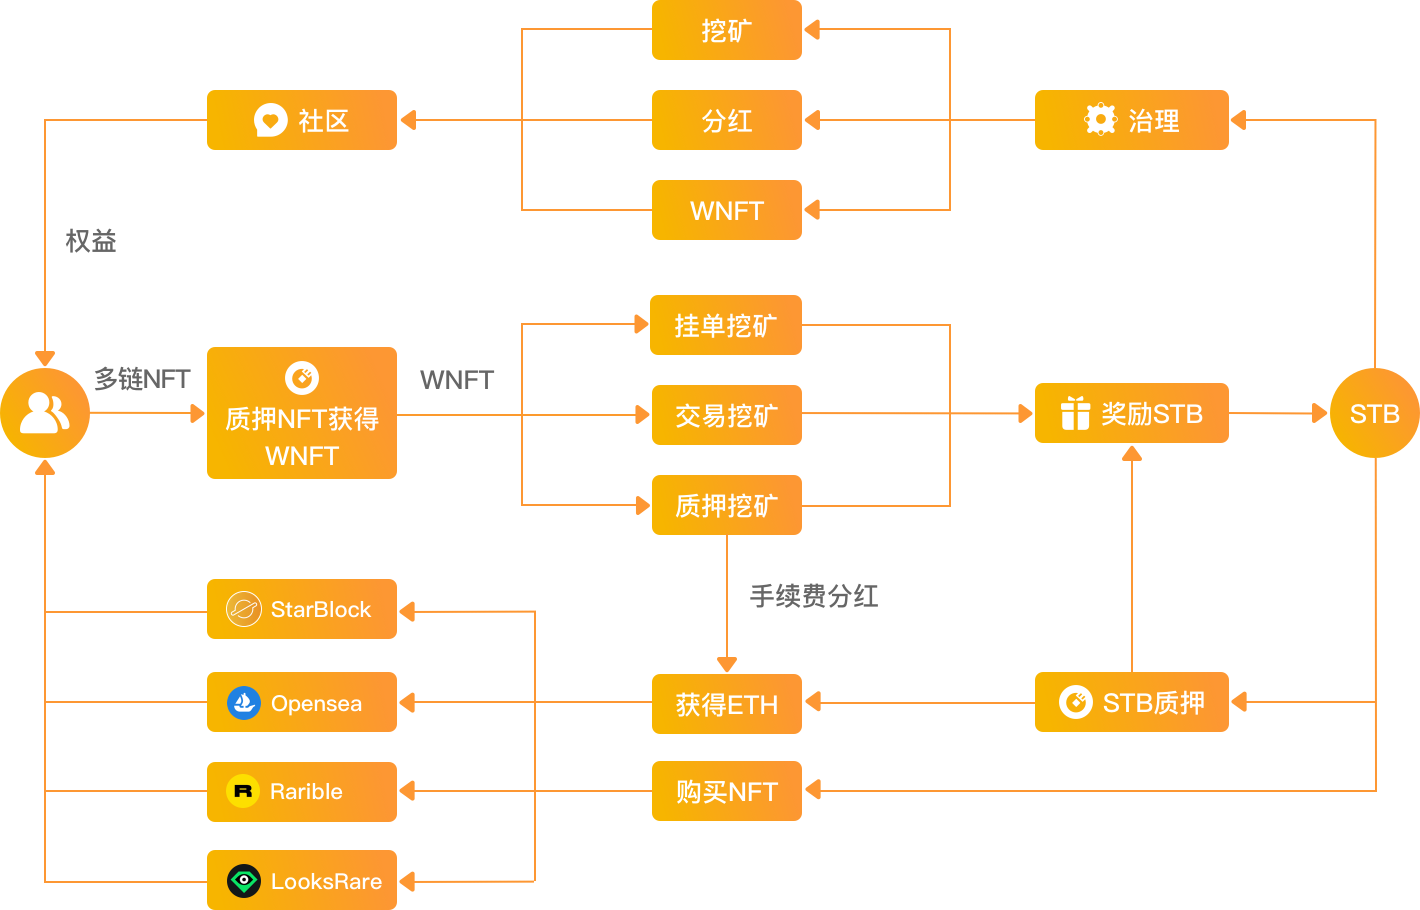 挖矿
社区
分红
治理
WNFT
权益
挂单挖矿
多链NFT
WNFT
质押NFT获得
WNFT
交易挖矿
奖励STB
STB
质押挖矿
手续费分红
StarBlock
Opensea
获得ETH
STB质押
Rarible
购买NFT
LooksRare